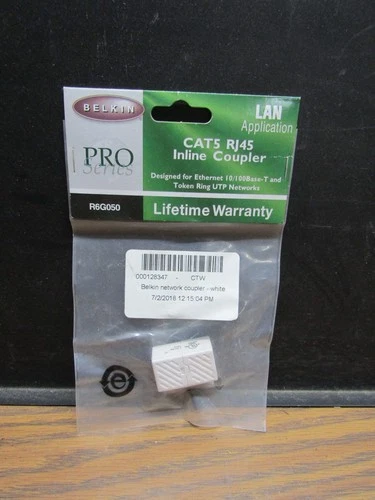 BELKIN
LAN
Application
PRO
Series
CAT5 RJ45
Inline Coupler
Designed for Ethernet 10/100Base-T and
Token Ring UTP Networks
R6G050
Lifetime Warranty
000128347 - CTW
Belkin network coupler - white
7/2/2018 12:15:04 PM